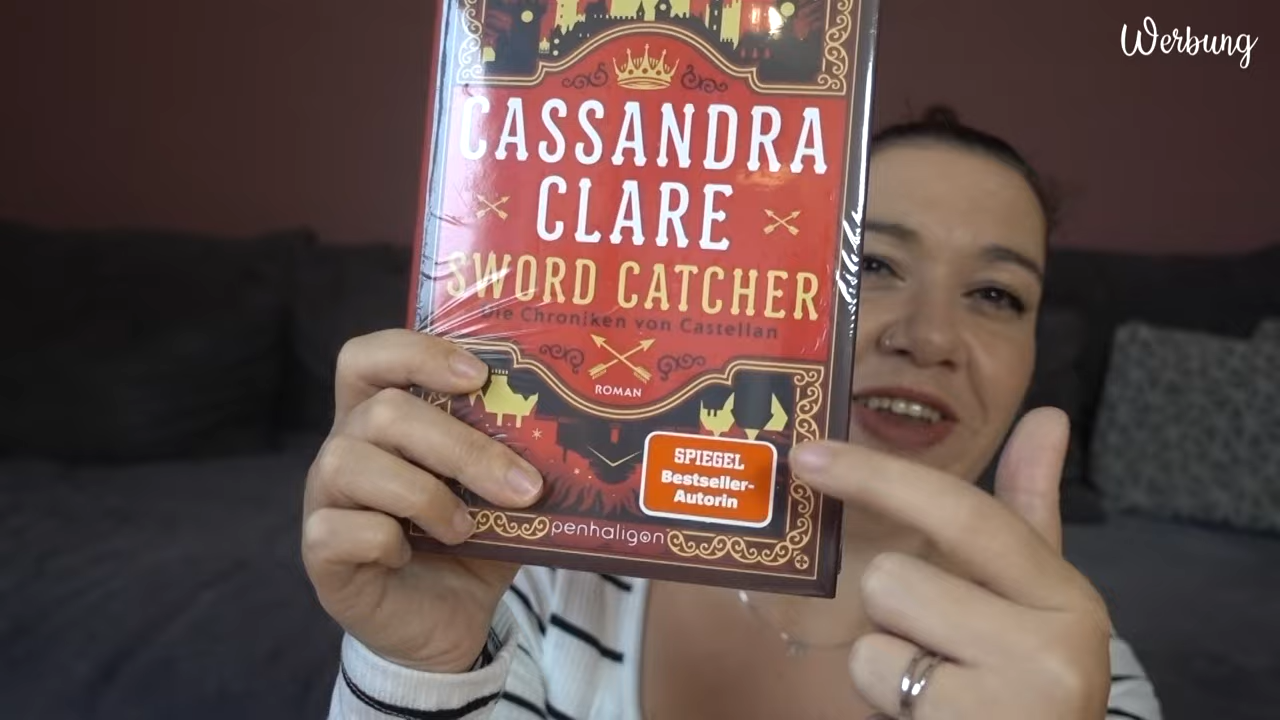 Werbung
CASSANDRA
CLARE
SWORD CATCHER
Die Chroniken von Castellan
ROMAN
SPIEGEL
Bestseller-
Autorin
penhaligon